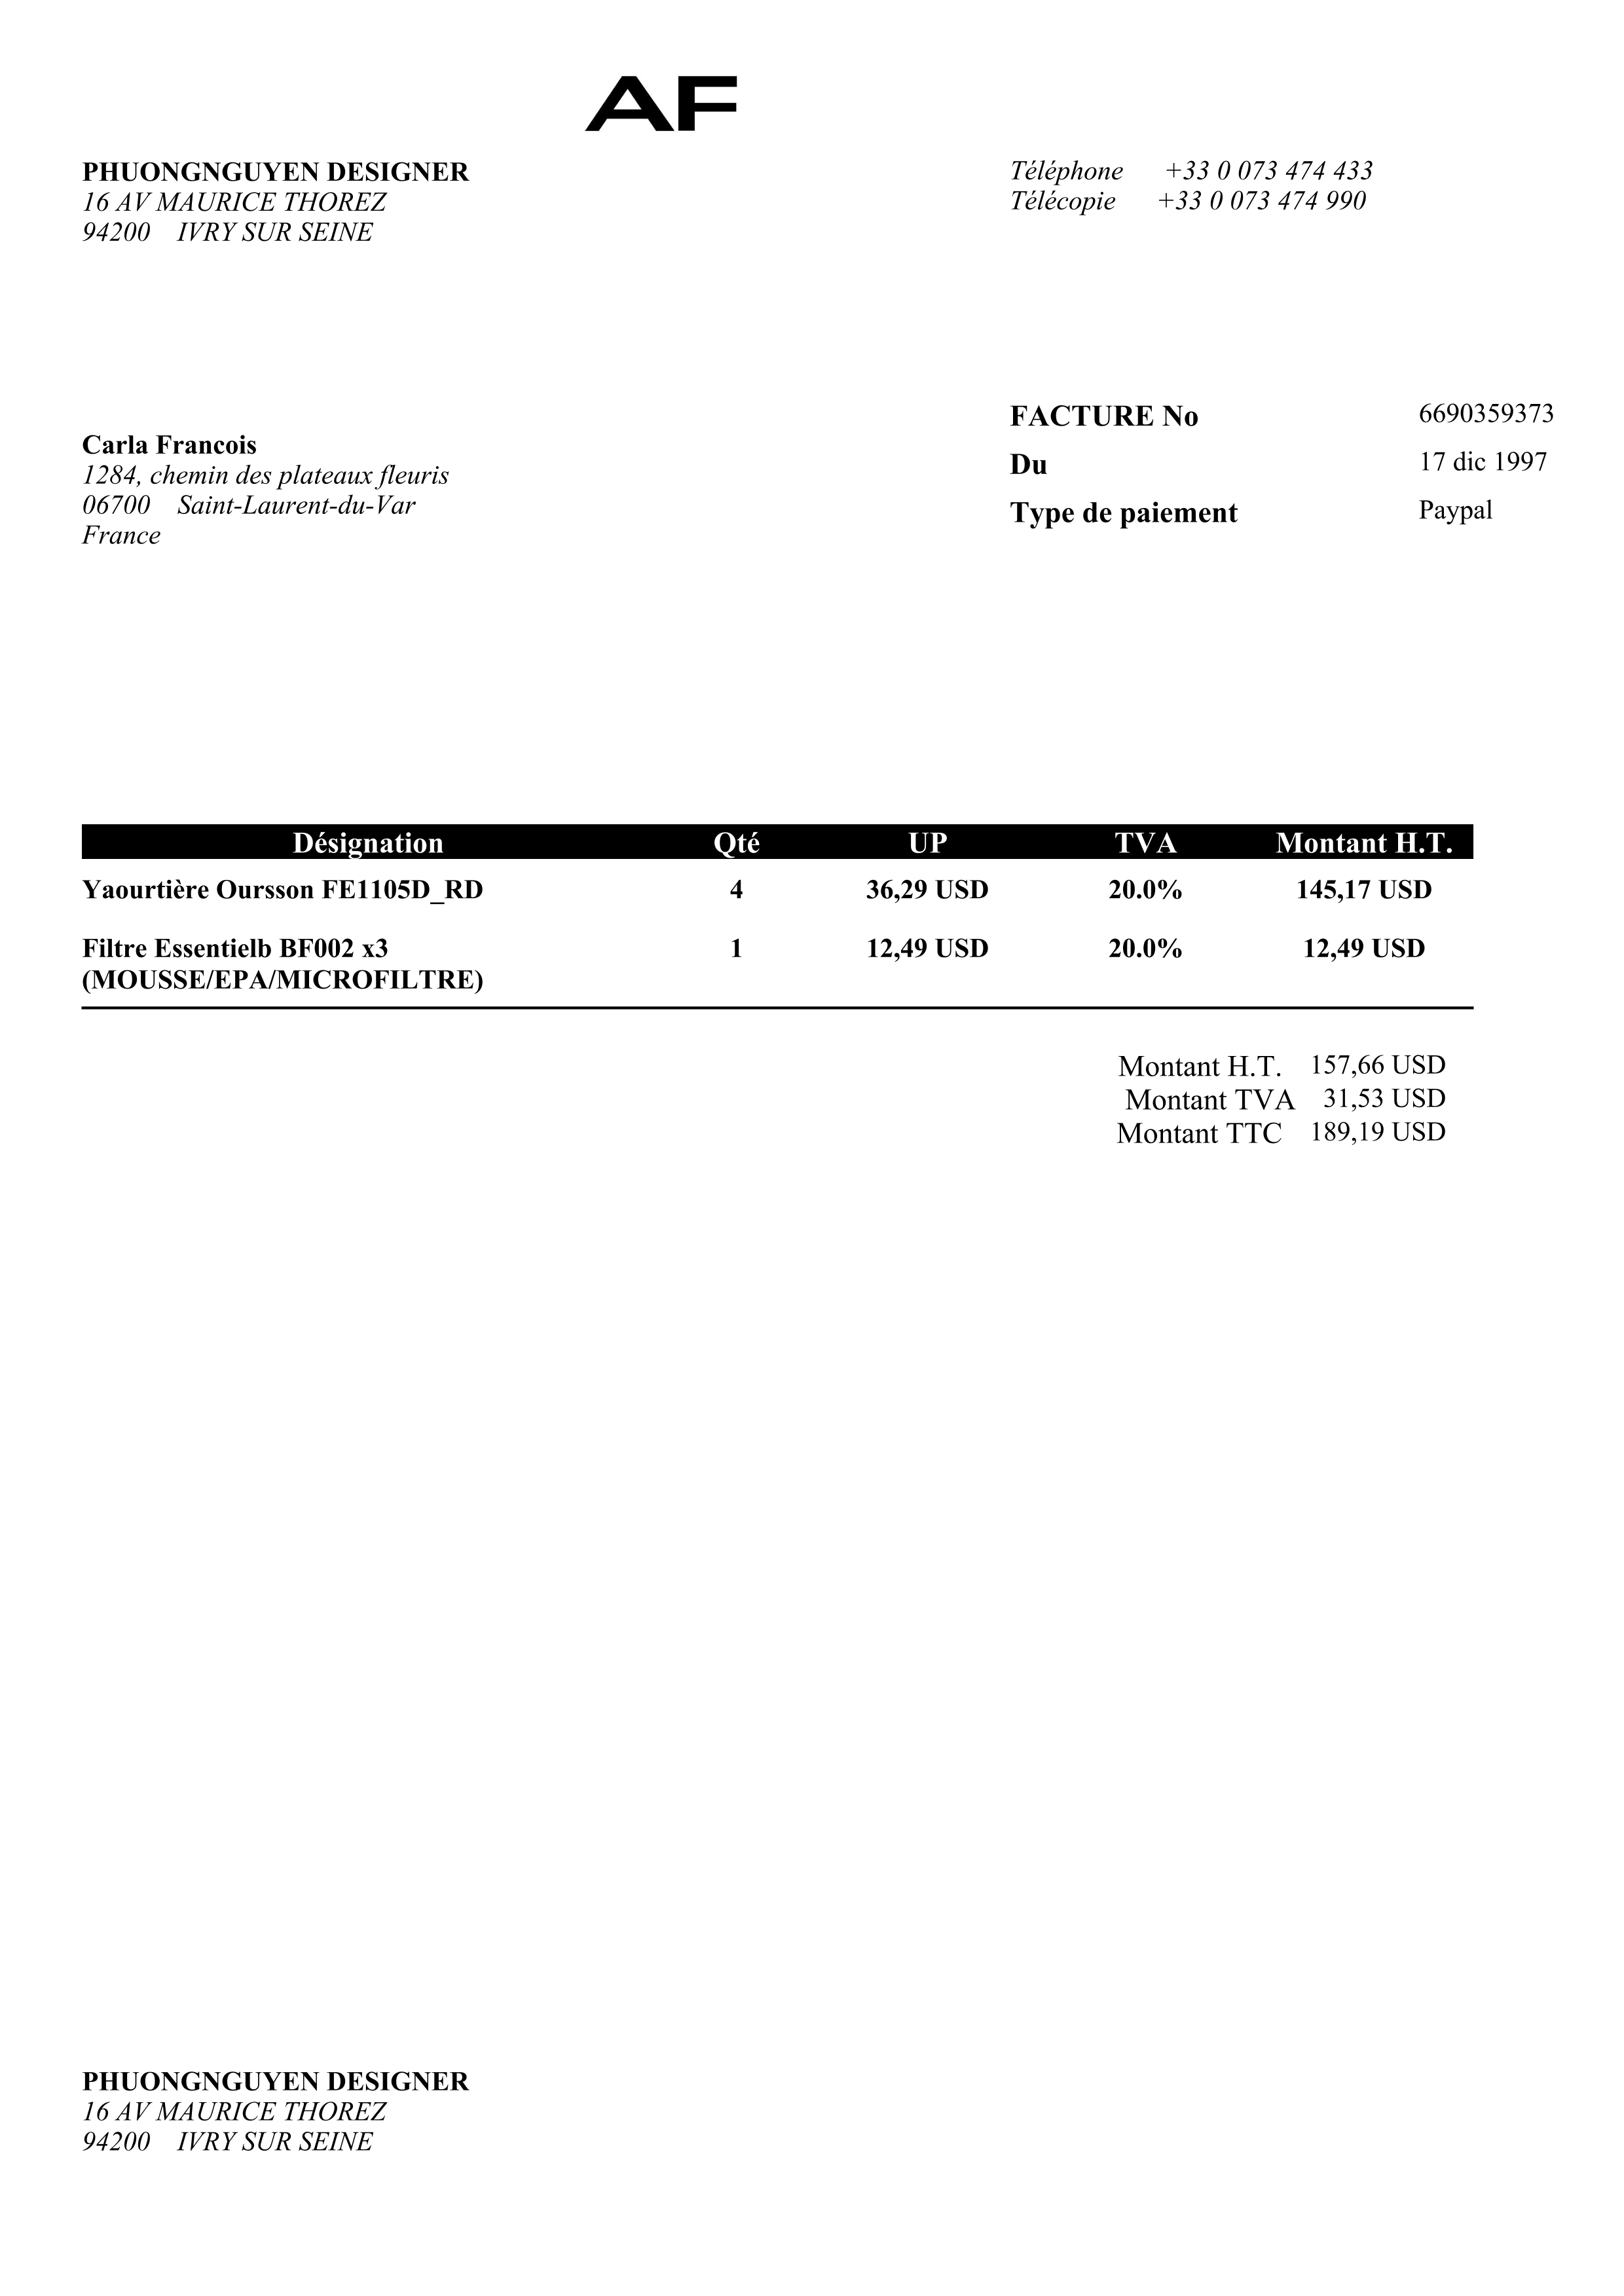 AF
PHUONGNGUYEN DESIGNER
16 AV MAURICE THOREZ
94200 IVRY SUR SEINE
Téléphone +33 0 073 474 433
Télécopie +33 0 073 474 990
FACTURE No 6690359373
Du 17 dic 1997
Type de paiement Paypal
Carla Francois
1284, chemin des plateaux fleuris
06700 Saint-Laurent-du-Var
France
Désignation Qté UP TVA Montant H.T.
Yaourtière Oursson FE1105D_RD 4 36,29 USD 20.0% 145,17 USD
Filtre Essentielb BF002 x3 1 12,49 USD 20.0% 12,49 USD
(MOUSSE/EPA/MICROFILTRE)
Montant H.T. 157,66 USD
Montant TVA 31,53 USD
Montant TTC 189,19 USD
PHUONGNGUYEN DESIGNER
16 AV MAURICE THOREZ
94200 IVRY SUR SEINE